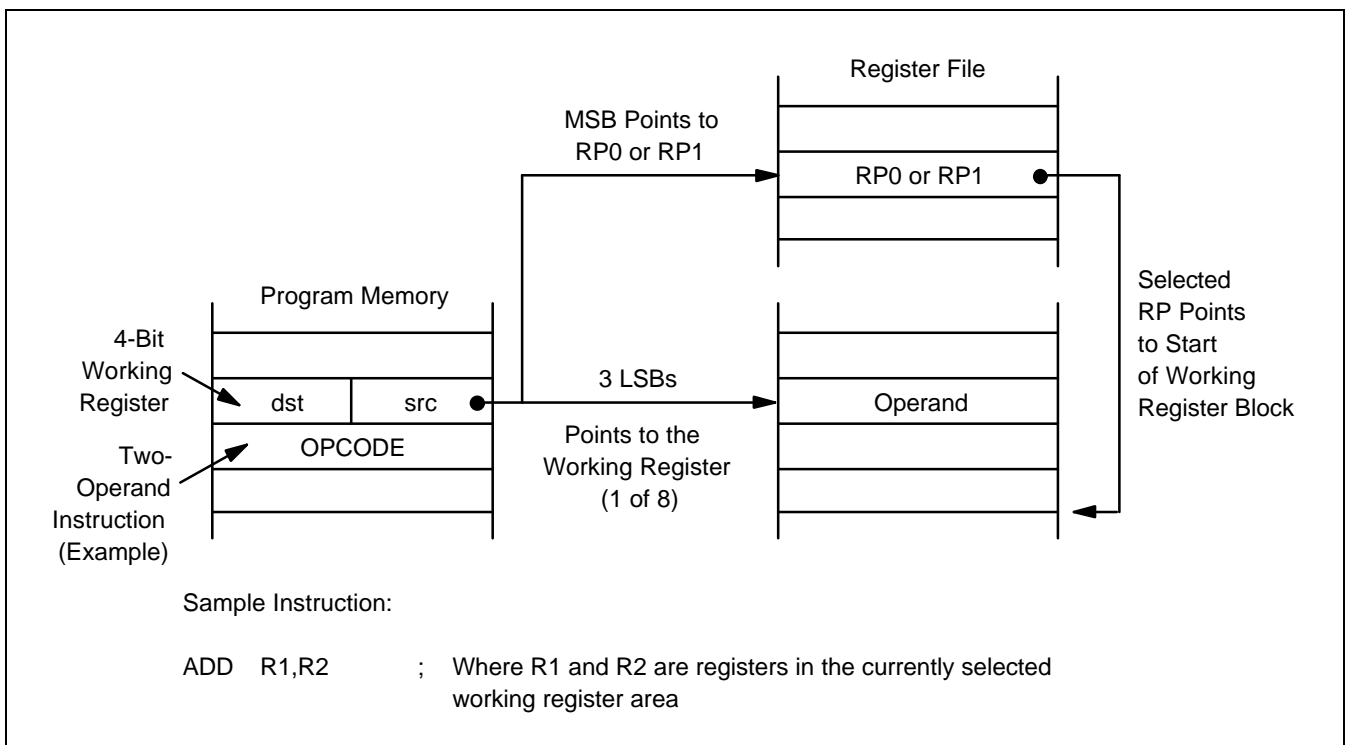 Register File
MSB Points to
RP0 or RP1
RP0 or RP1
Selected
RP Points
to Start
of Working
Register Block
Program Memory
4-Bit
Working
Register
dst
src
3 LSBs
Operand
OPCODE
Points to the
Working Register
(1 of 8)
Two-
Operand
Instruction
(Example)
Sample Instruction:
ADD R1,R2 ; Where R1 and R2 are registers in the currently selected
working register area